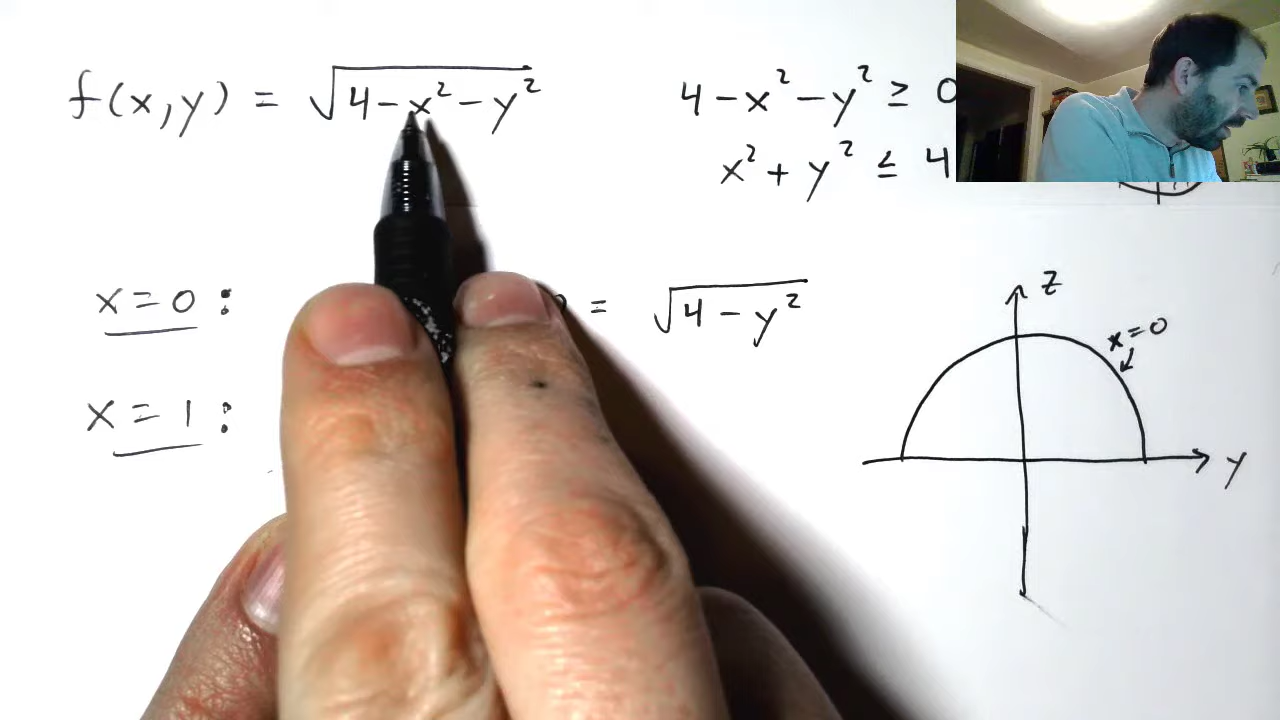 f(x,y) = √(4-x²-y²)
4-x²-y² ≥ 0
x²+y² ≤ 4
x=0: = √(4-y²)
x=1:
z
x=0
y